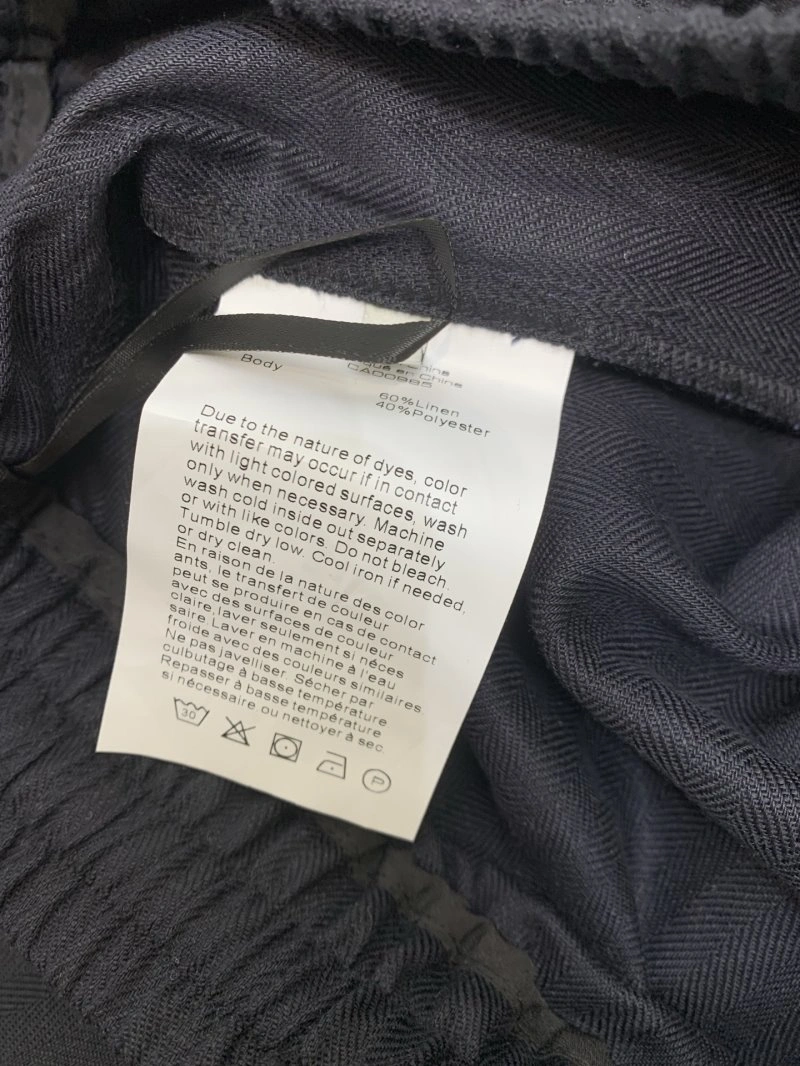 Body
que en Chine
CA00885
60%Linen
40%Polyester
Due to the nature of dyes, color
transfer may occur if in contact
with light colored surfaces, wash
only when necessary. Machine
wash cold inside out separately
or with like colors. Do not bleach.
Tumble dry low. Cool iron if needed,
or dry clean.
En raison de la nature des color
ants, le transfert de couleur
peut se produire en cas de contact
avec des surfaces de couleur
claire, laver seulement si néces
saire. Laver en machine à l'eau
froide avec des couleurs similaires.
Ne pas javelliser. Sécher par
culbutage à basse température
Repasser à basse température
si nécessaire ou nettoyer à sec.
30
P